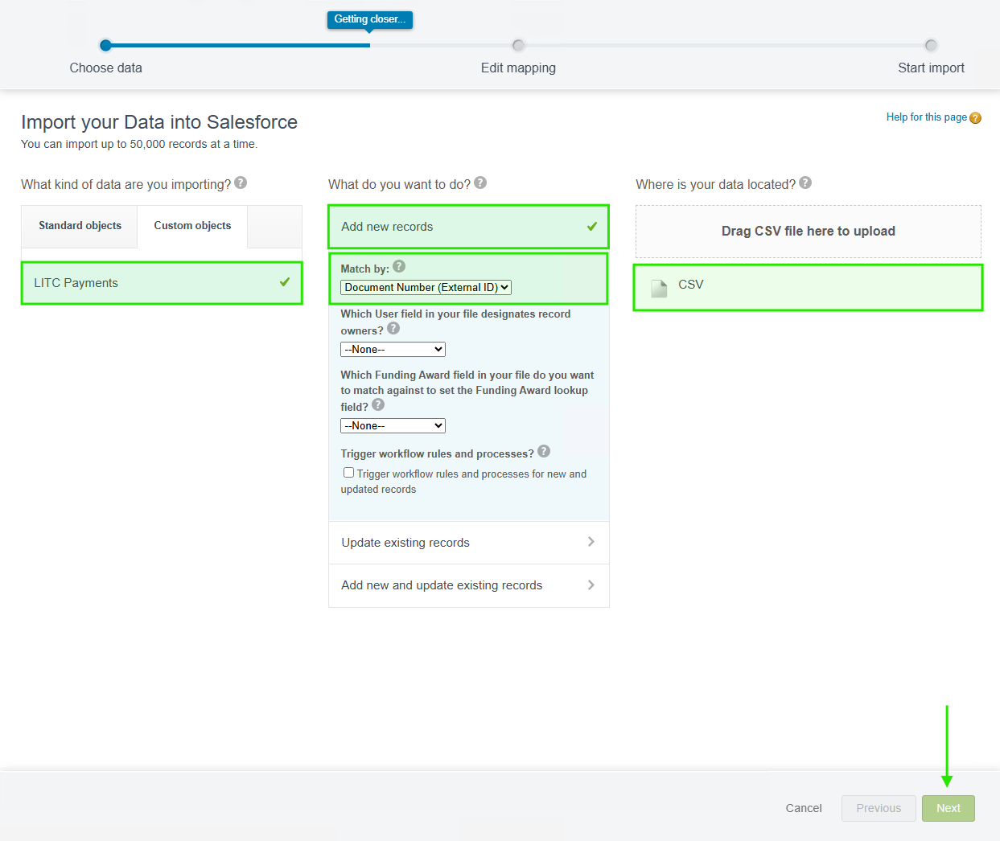 Getting closer...
Choose data
Edit mapping
Start import
Import your Data into Salesforce
Help for this page ?
You can import up to 50,000 records at a time.
What kind of data are you importing? ?
Standard objects
Custom objects
LITC Payments
What do you want to do? ?
Add new records
Match by: ?
Document Number (External ID)
Which User field in your file designates record
owners? ?
--None--
Which Funding Award field in your file do you want
to match against to set the Funding Award lookup
field? ?
--None--
Trigger workflow rules and processes? ?
Trigger workflow rules and processes for new and
updated records
Update existing records
Add new and update existing records
Where is your data located? ?
Drag CSV file here to upload
CSV
Cancel
Previous
Next